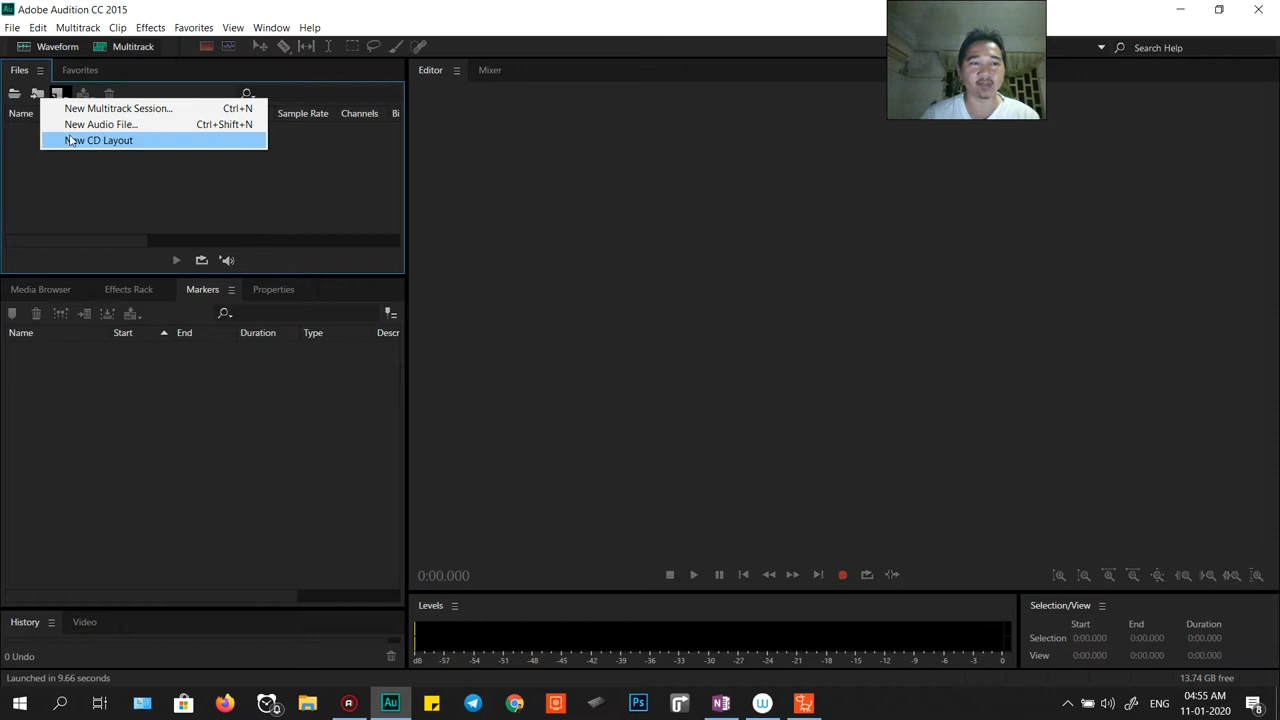 Au Adobe Audition CC 2015
File Edit Multitrack Clip Effects Favorites View Window Help
Waveform Multitrack
Search Help
Files Favorites
Editor Mixer
New Multitrack Session... Ctrl+N
Name Sample Rate Channels Bi
New Audio File... Ctrl+Shift+N
CD Layout
Media Browser Effects Rack Markers Properties
Name Start End Duration Type Descr
0:00.000
History Video
Levels
Selection/View
Start End Duration
Selection 0:00.000 0:00.000 0:00.000
View 0:00.000 0:00.000 0:00.000
0 Undo
dB -57 -54 -51 -48 -45 -42 -39 -36 -33 -30 -27 -24 -21 -18 -15 -12 -9 -6 -3 0
Launched in 9.66 seconds
13.74 GB free
Au Ps N W
ENG
04:55 AM
11-01-2020
8